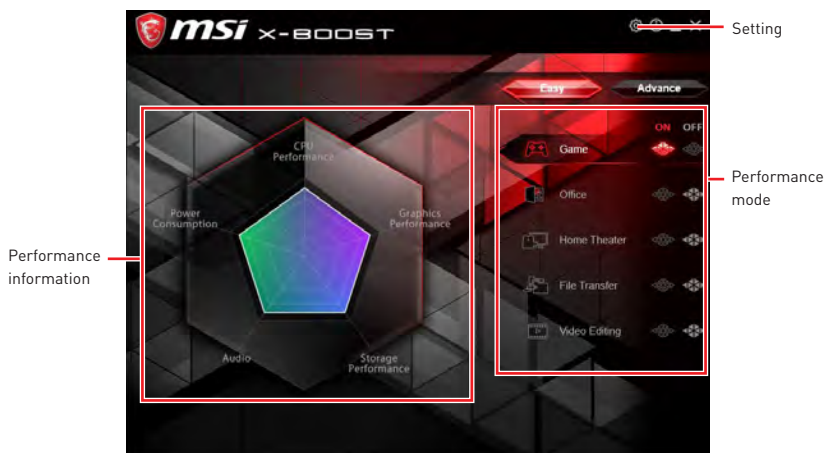 msi X-BOOST
Setting
Easy
Advance
ON OFF
CPU
Performance
Game
Power
Consumption
Graphics
Performance
Office
Performance
mode
Home Theater
Performance
information
File Transfer
Video Editing
Audio
Storage
Performance